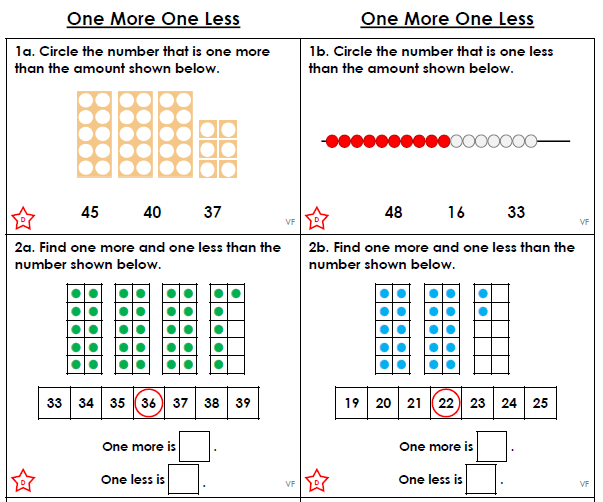 One More One Less
1a. Circle the number that is one more
than the amount shown below.
45 40 37
D
VF
2a. Find one more and one less than the
number shown below.
33 34 35 36 37 38 39
One more is .
One less is .
D
VF
One More One Less
1b. Circle the number that is one less
than the amount shown below.
48 16 33
D
VF
2b. Find one more and one less than the
number shown below.
19 20 21 22 23 24 25
One more is .
One less is .
D
VF